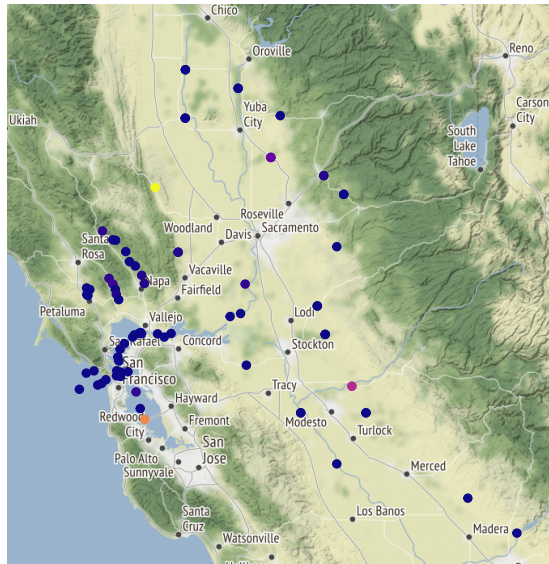 Chico
Oroville
Reno
Yuba
City
Carson
City
Ukiah
South
Lake
Tahoe
Roseville
Woodland
Sacramento
Davis
Santa
Rosa
Vacaville
Napa
Fairfield
Petaluma
Vallejo
Lodi
San Rafael
Concord
Stockton
San
Francisco
Tracy
Hayward
Modesto
Redwood
City
Fremont
Turlock
San
Jose
Palo Alto
Sunnyvale
Merced
Santa
Cruz
Los Banos
Madera
Watsonville